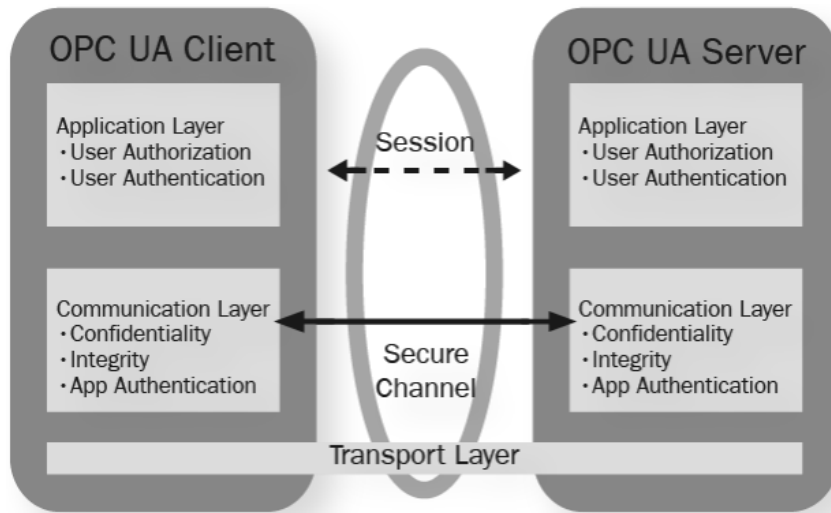 OPC UA Client
Application Layer
· User Authorization
· User Authentication
Communication Layer
· Confidentiality
· Integrity
· App Authentication
Session
Secure
Channel
OPC UA Server
Application Layer
· User Authorization
· User Authentication
Communication Layer
· Confidentiality
· Integrity
· App Authentication
Transport Layer